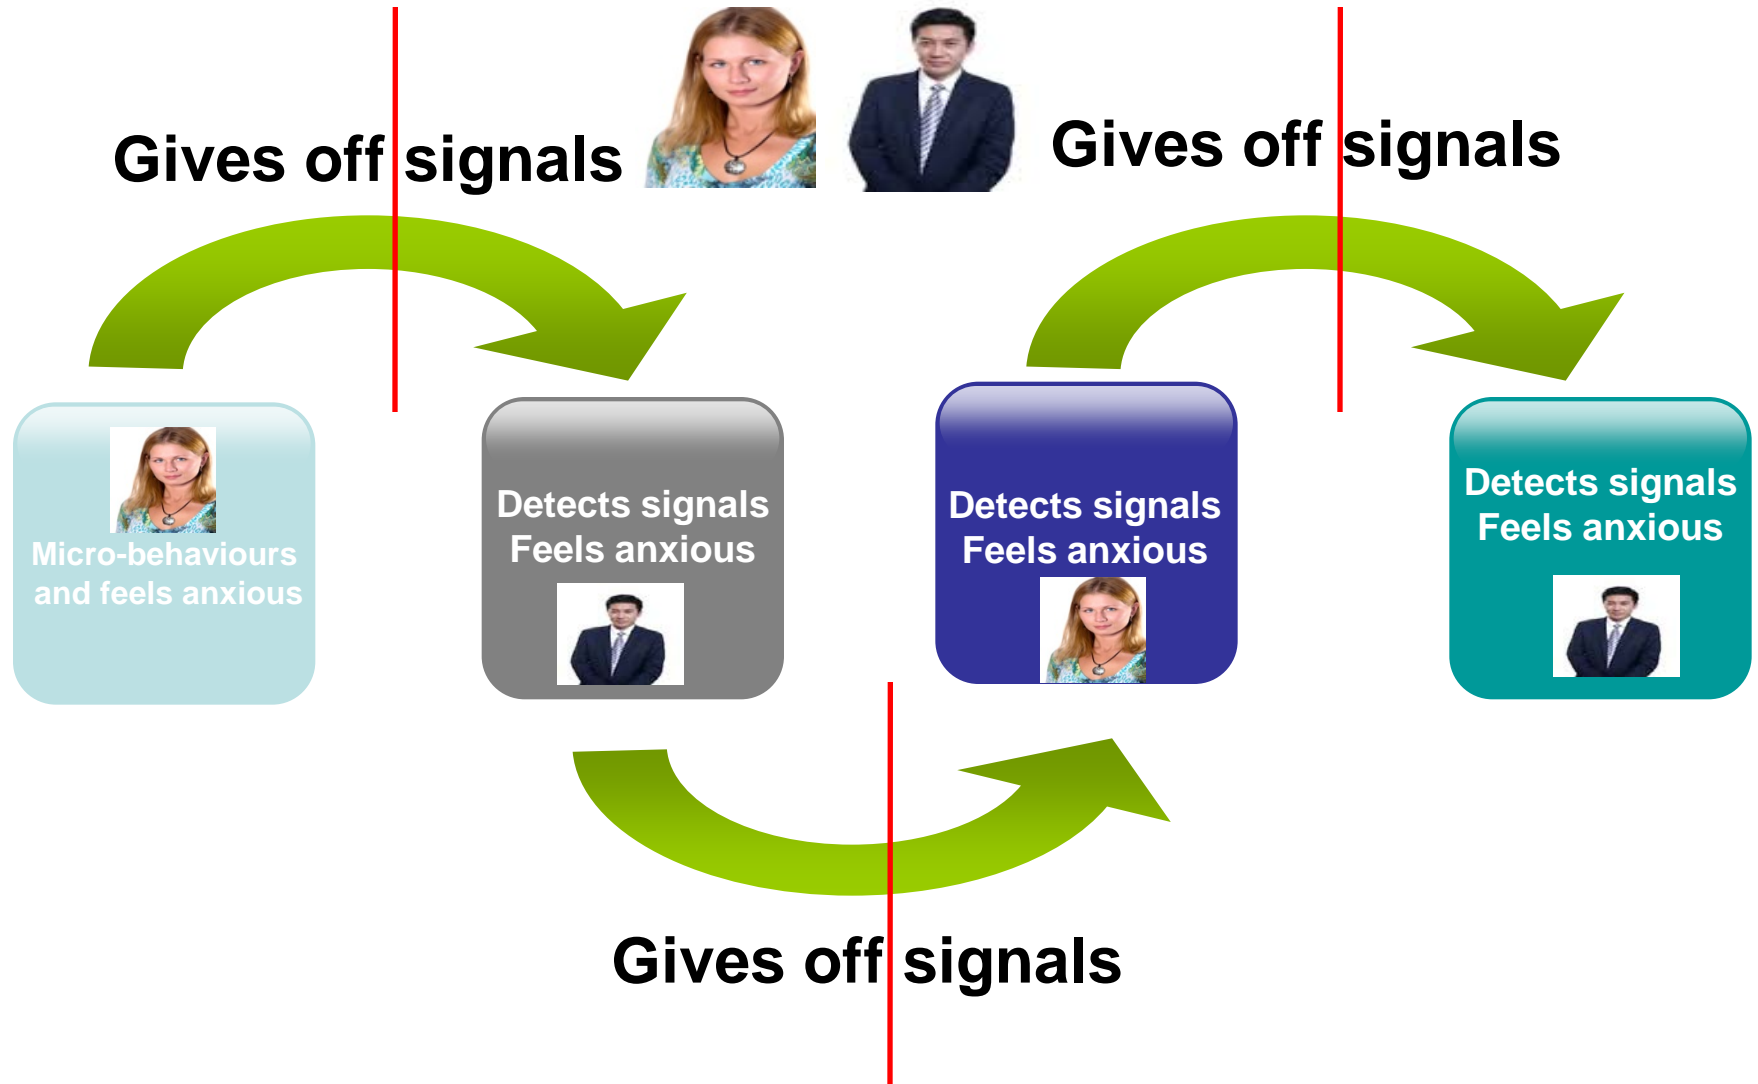 Gives off signals
Gives off signals
Micro-behaviours
and feels anxious
Detects signals
Feels anxious
Detects signals
Feels anxious
Detects signals
Feels anxious
Gives off signals